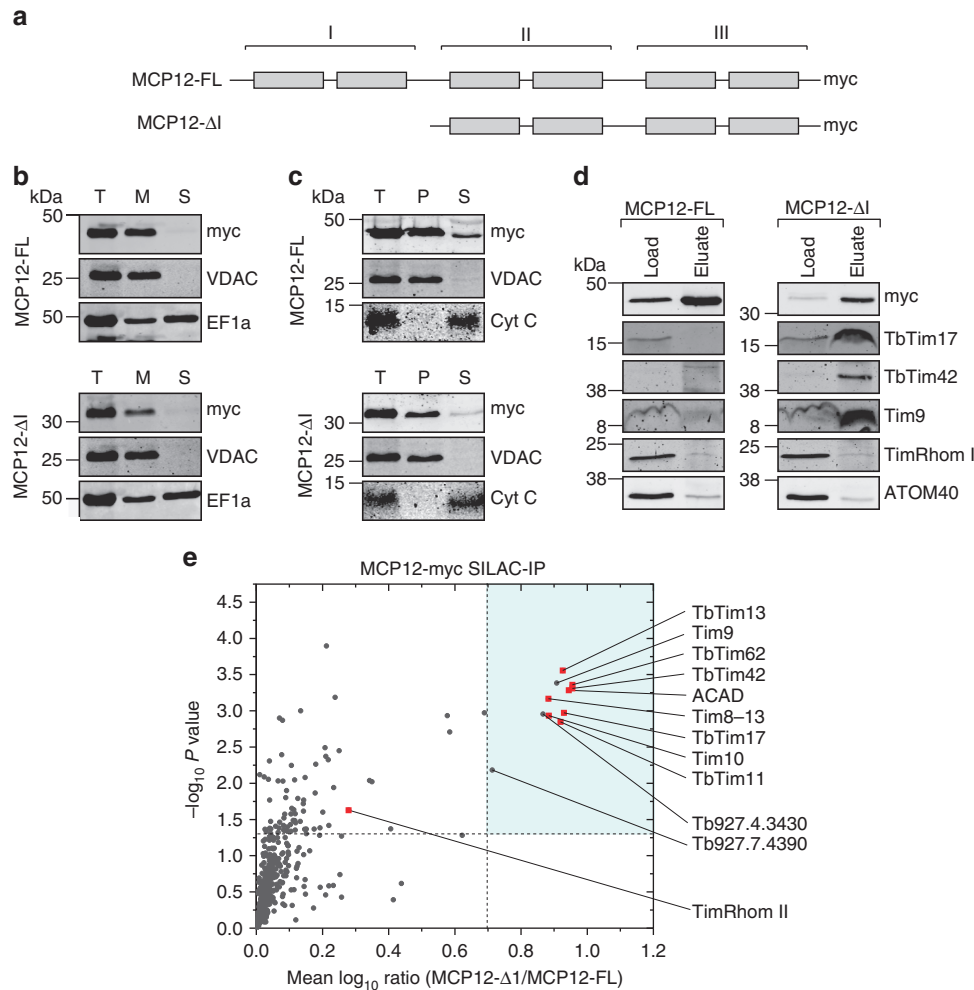 a
I II III
MCP12-FL myc
MCP12-ΔI myc
b
kDa T M S
MCP12-FL
50 myc
25 VDAC
50 EF1a
T M S
MCP12-ΔI
30 myc
25 VDAC
50 EF1a
c
kDa T P S
MCP12-FL
50 myc
25 VDAC
15 Cyt C
T P S
MCP12-ΔI
30 myc
25 VDAC
15 Cyt C
d
MCP12-FL MCP12-ΔI
kDa Load Eluate Load Eluate
50 30 myc
15 15 TbTim17
38 38 TbTim42
8 8 Tim9
25 25 TimRhom I
38 38 ATOM40
e
MCP12-myc SILAC-IP
–log10 P value
4.5
4.0
3.5
3.0
2.5
2.0
1.5
1.0
0.5
0.0
0.0 0.2 0.4 0.6 0.8 1.0 1.2
Mean log10 ratio (MCP12-Δ1/MCP12-FL)
TbTim13
Tim9
TbTim62
TbTim42
ACAD
Tim8–13
TbTim17
Tim10
TbTim11
Tb927.4.3430
Tb927.7.4390
TimRhom II